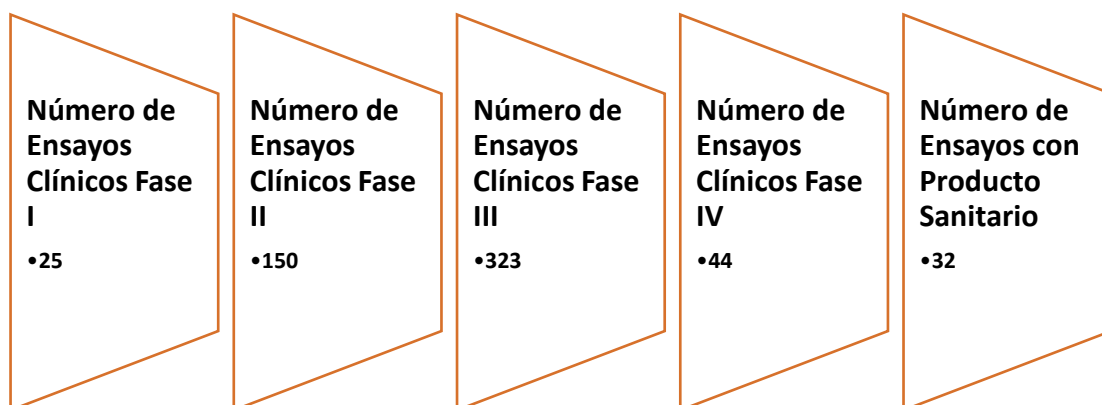 Número de
Ensayos
Clínicos Fase
I
•25
Número de
Ensayos
Clínicos Fase
II
•150
Número de
Ensayos
Clínicos Fase
III
•323
Número de
Ensayos
Clínicos Fase
IV
•44
Número de
Ensayos con
Producto
Sanitario
•32